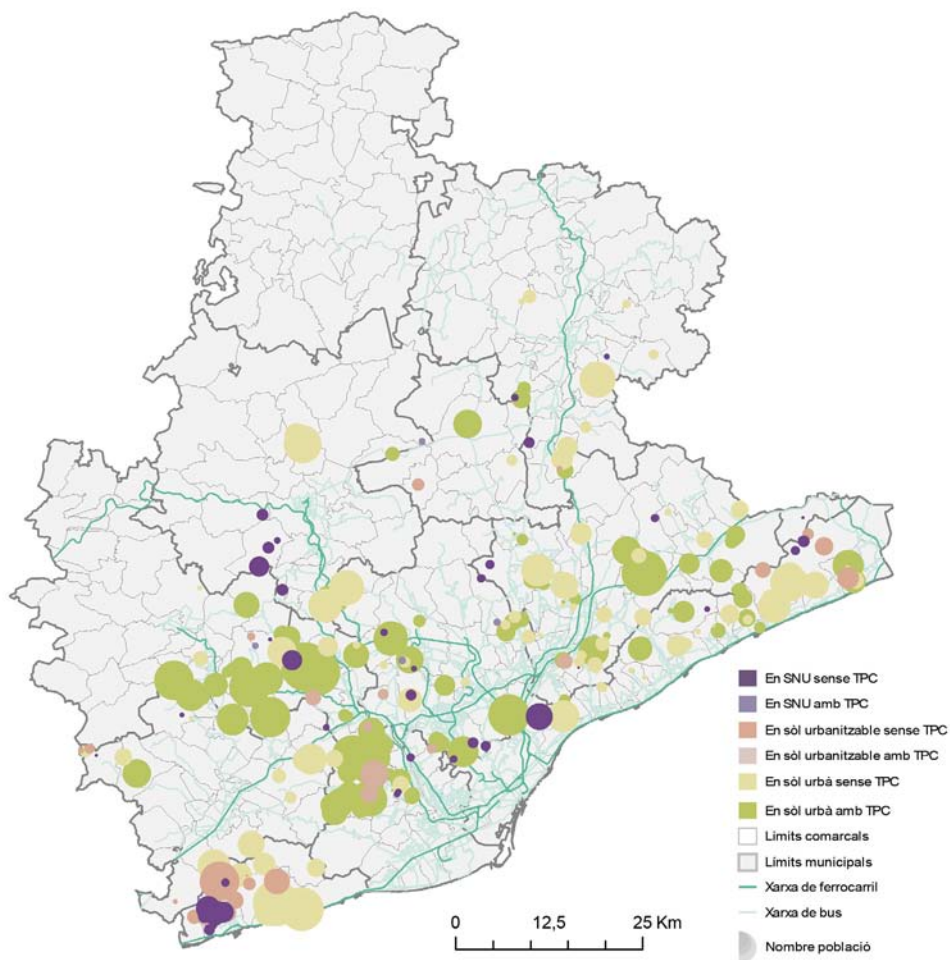 En SNU sense TPC
En SNU amb TPC
En sòl urbanitzable sense TPC
En sòl urbanitzable amb TPC
En sòl urbà sense TPC
En sòl urbà amb TPC
Límits comarcals
Límits municipals
Xarxa de ferrocarril
Xarxa de bus
Nombre població
0 12,5 25 Km